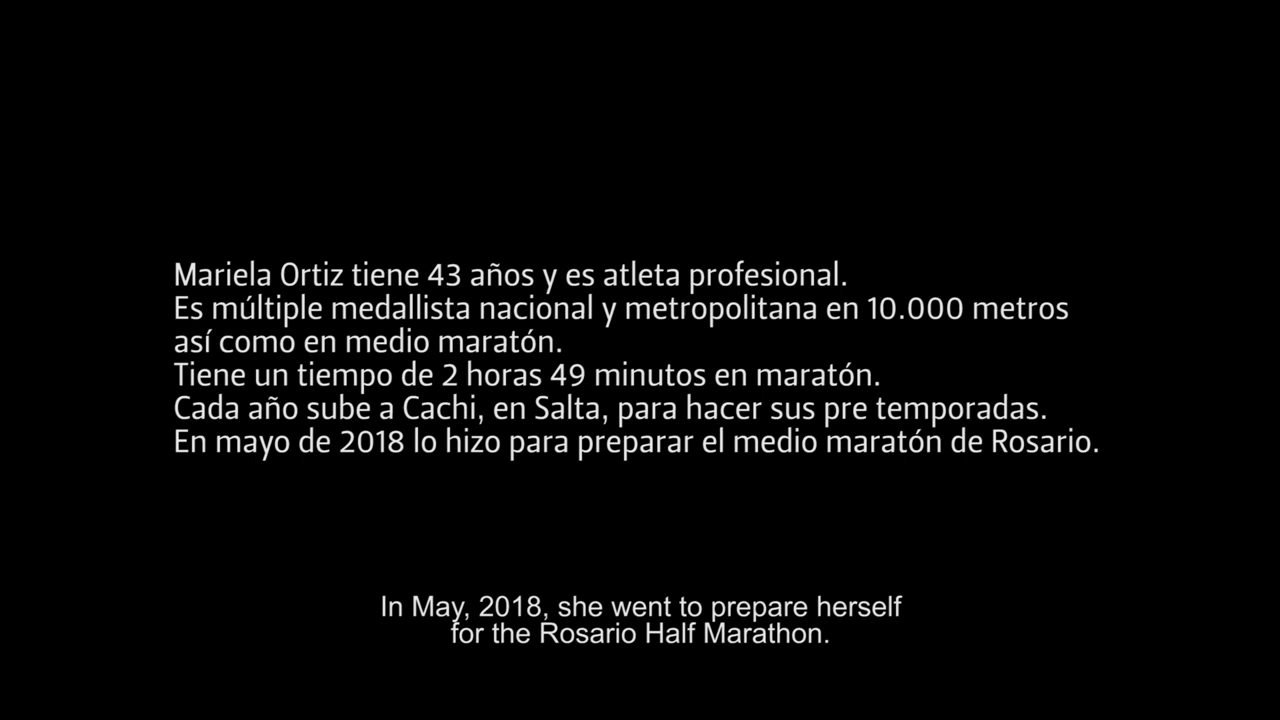 Mariela Ortiz tiene 43 años y es atleta profesional.
Es múltiple medallista nacional y metropolitana en 10.000 metros
así como en medio maratón.
Tiene un tiempo de 2 horas 49 minutos en maratón.
Cada año sube a Cachi, en Salta, para hacer sus pre temporadas.
En mayo de 2018 lo hizo para preparar el medio maratón de Rosario.
In May, 2018, she went to prepare herself
for the Rosario Half Marathon.